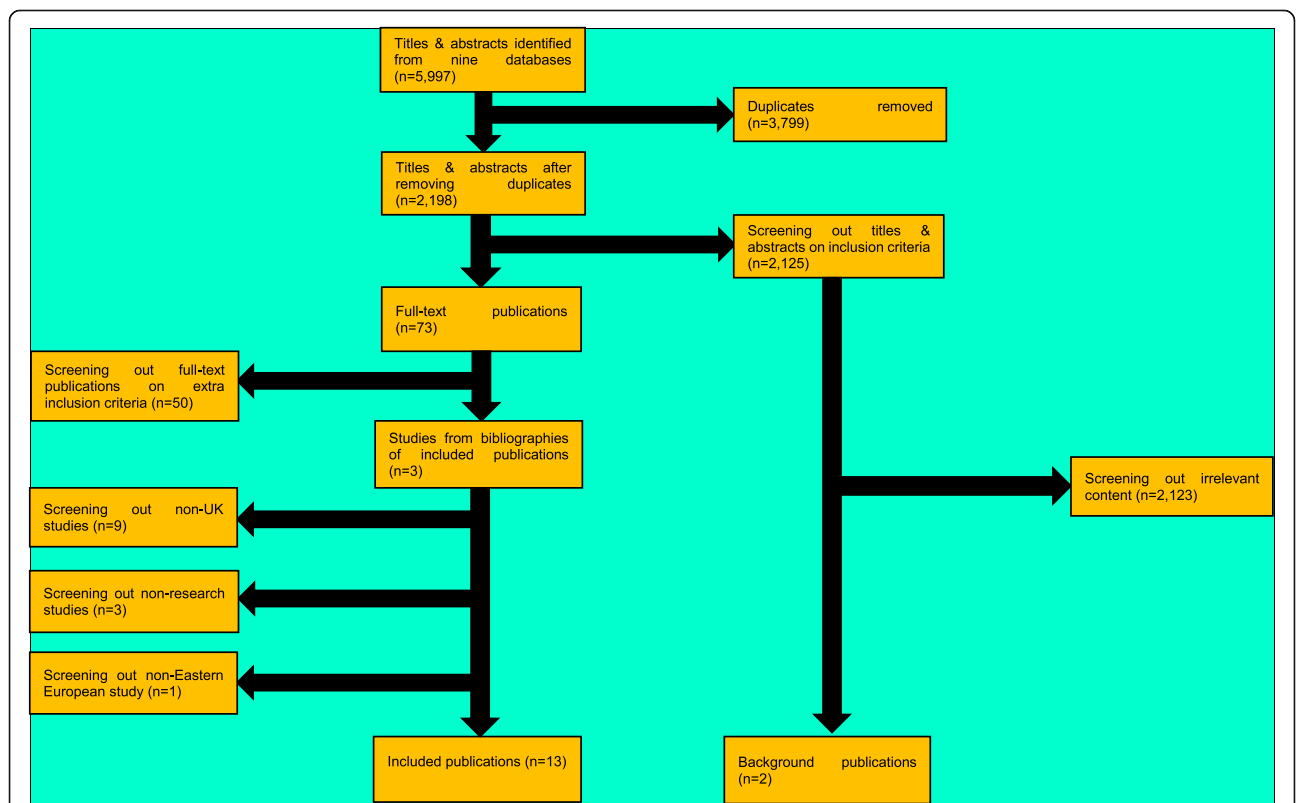 Titles & abstracts identified
from nine databases
(n=5,997)
Duplicates removed
(n=3,799)
Titles & abstracts after
removing duplicates
(n=2,198)
Screening out titles &
abstracts on inclusion criteria
(n=2,125)
Full-text publications
(n=73)
Screening out full-text
publications on extra
inclusion criteria (n=50)
Studies from bibliographies
of included publications
(n=3)
Screening out irrelevant
content (n=2,123)
Screening out non-UK
studies (n=9)
Screening out non-research
studies (n=3)
Screening out non-Eastern
European study (n=1)
Included publications (n=13)
Background publications
(n=2)